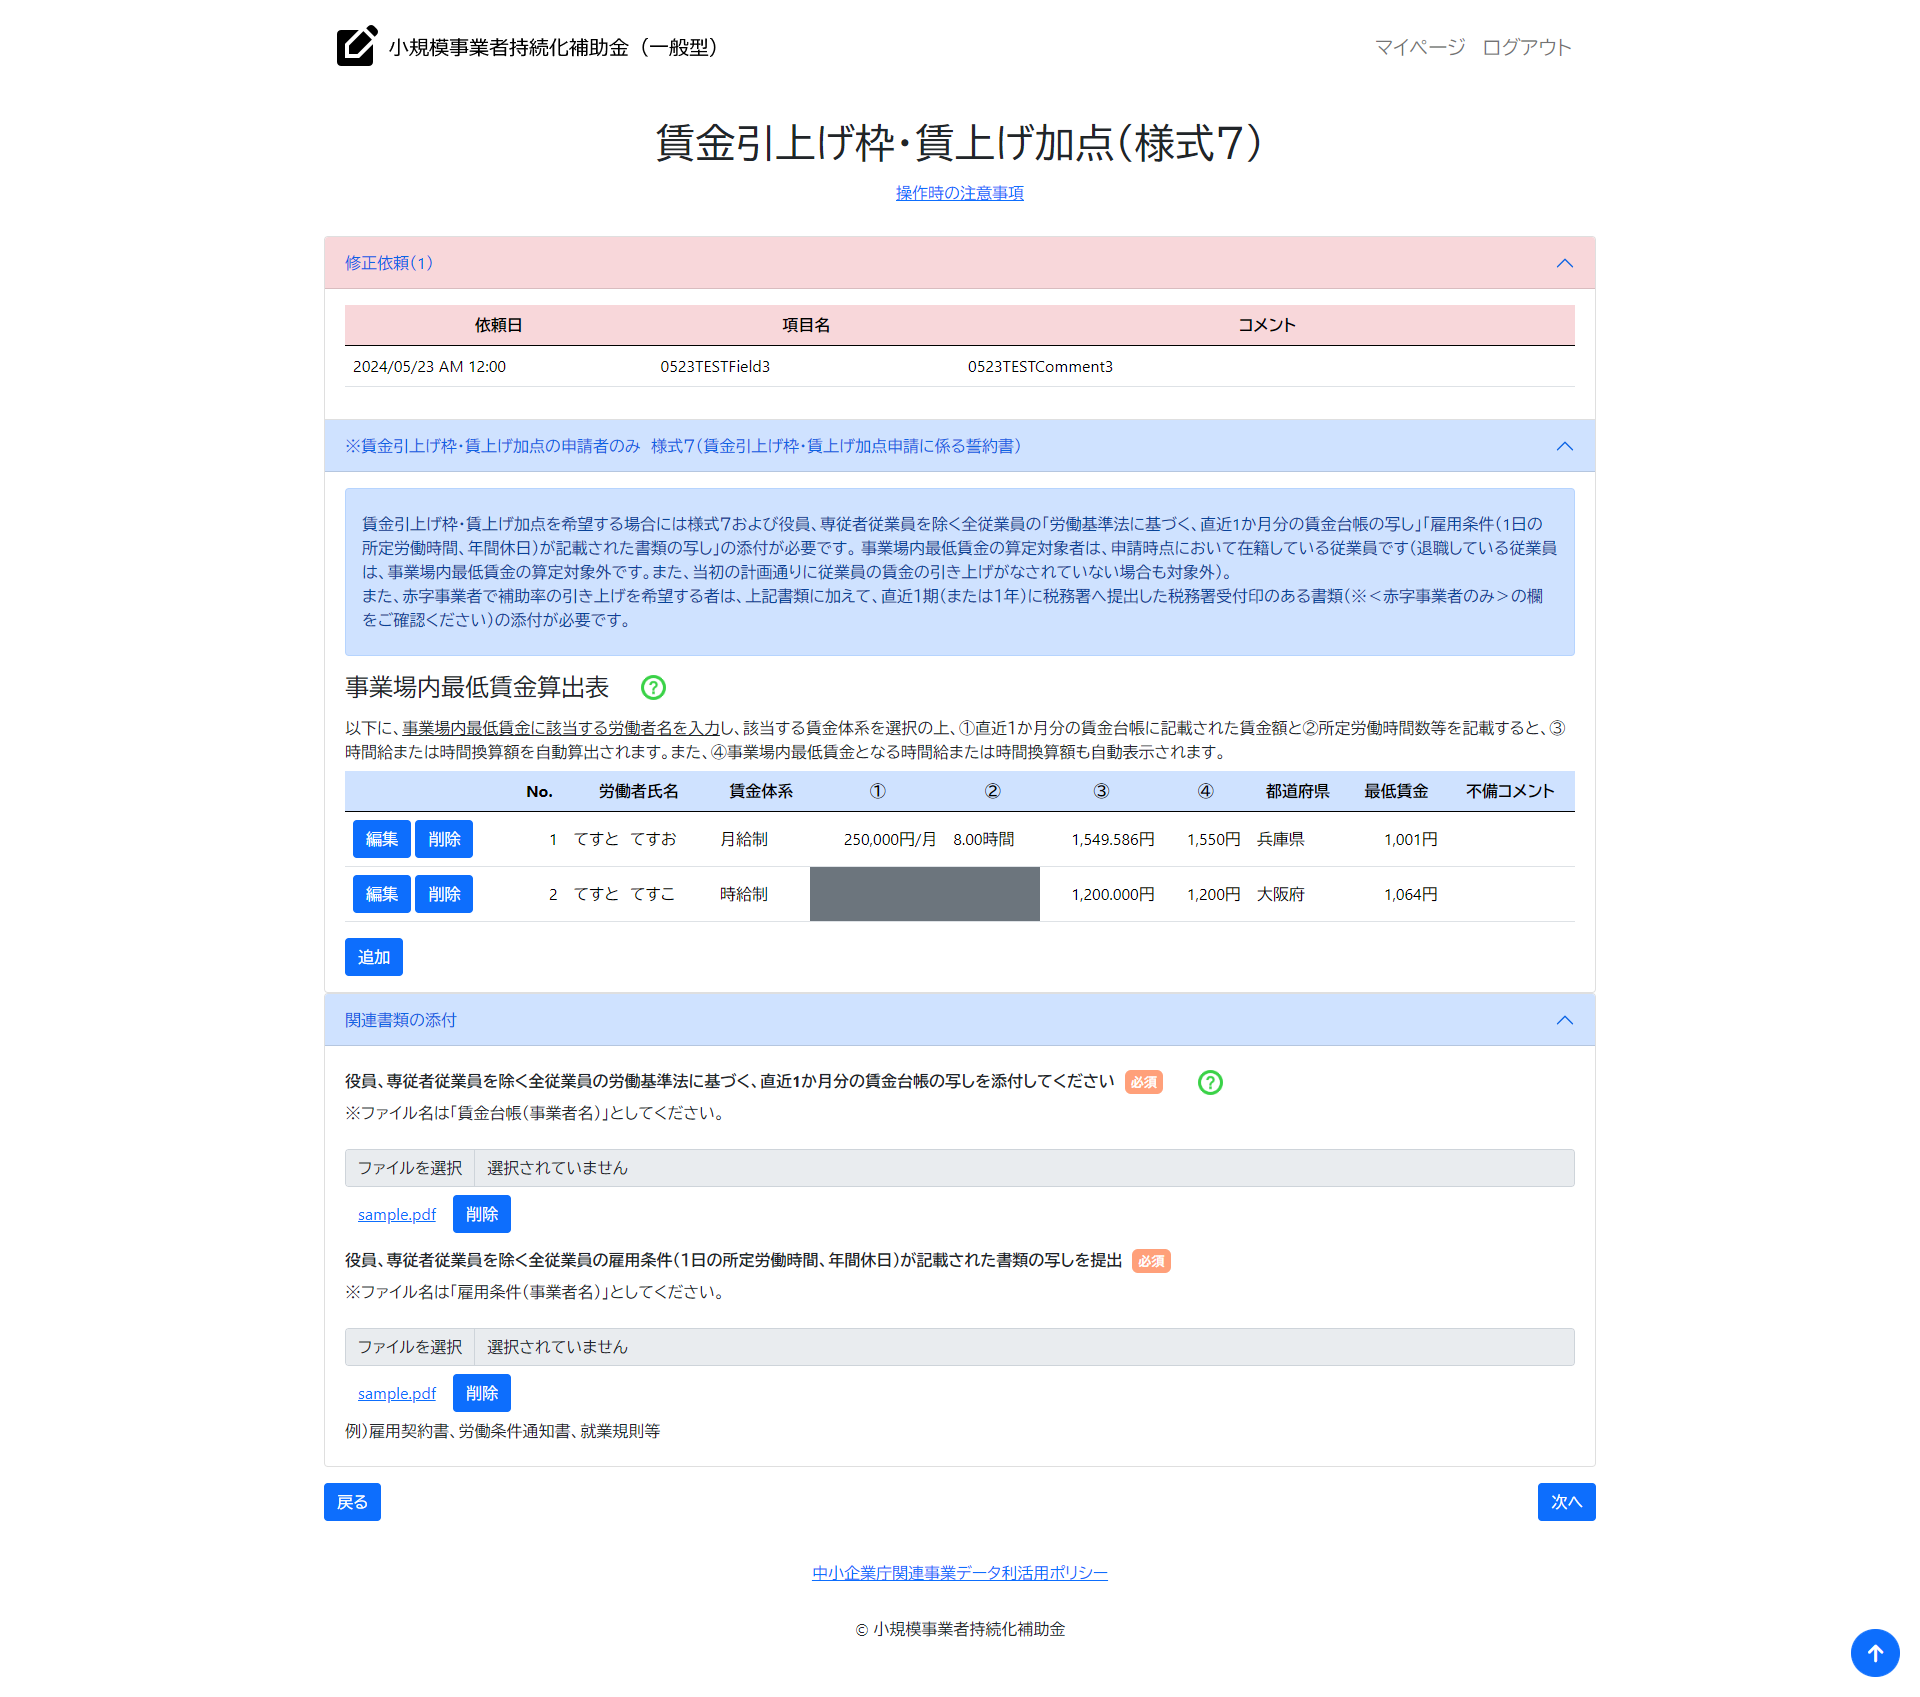 小規模事業者持続化補助金（一般型）
マイページ ログアウト
賃金引上げ枠・賃上げ加点（様式７）
操作時の注意事項
修正依頼（1）
依頼日 項目名 コメント
2024/05/23 AM 12:00 0523TESTField3 0523TESTComment3
※賃金引上げ枠・賃上げ加点の申請者のみ 様式７（賃金引上げ枠・賃上げ加点申請に係る誓約書）
賃金引上げ枠・賃上げ加点を希望する場合には様式７および役員、専従者従業員を除く全従業員の「労働基準法に基づく、直近1か月分の賃金台帳の写し」「雇用条件（1日の
所定労働時間、年間休日）が記載された書類の写し」の添付が必要です。 事業場内最低賃金の算定対象者は、申請時点において在籍している従業員です（退職している従業員
は、事業場内最低賃金の算定対象外です。また、当初の計画通りに従業員の賃金の引き上げがなされていない場合も対象外）。
また、赤字事業者で補助率の引き上げを希望する者は、上記書類に加えて、直近1期（または1年）に税務署へ提出した税務署受付印のある書類（※＜赤字事業者のみ＞の欄
をご確認ください）の添付が必要です。
事業場内最低賃金算出表 ?
以下に、事業場内最低賃金に該当する労働者名を入力し、該当する賃金体系を選択の上、①直近1か月分の賃金台帳に記載された賃金額と②所定労働時間数等を記載すると、③
時間給または時間換算額を自動算出されます。また、④事業場内最低賃金となる時間給または時間換算額も自動表示されます。
No. 労働者氏名 賃金体系 ① ② ③ ④ 都道府県 最低賃金 不備コメント
編集 削除 1 てすと てすお 月給制 250,000円/月 8.00時間 1,549.586円 1,550円 兵庫県 1,001円
編集 削除 2 てすと てすこ 時給制 1,200.000円 1,200円 大阪府 1,064円
追加
関連書類の添付
役員、専従者従業員を除く全従業員の労働基準法に基づく、直近1か月分の賃金台帳の写しを添付してください 必須 ?
※ファイル名は「賃金台帳（事業者名）」としてください。
ファイルを選択 選択されていません
sample.pdf 削除
役員、専従者従業員を除く全従業員の雇用条件（1日の所定労働時間、年間休日）が記載された書類の写しを提出 必須
※ファイル名は「雇用条件（事業者名）」としてください。
ファイルを選択 選択されていません
sample.pdf 削除
例）雇用契約書、労働条件通知書、就業規則等
戻る 次へ
中小企業庁関連事業データ利活用ポリシー
© 小規模事業者持続化補助金